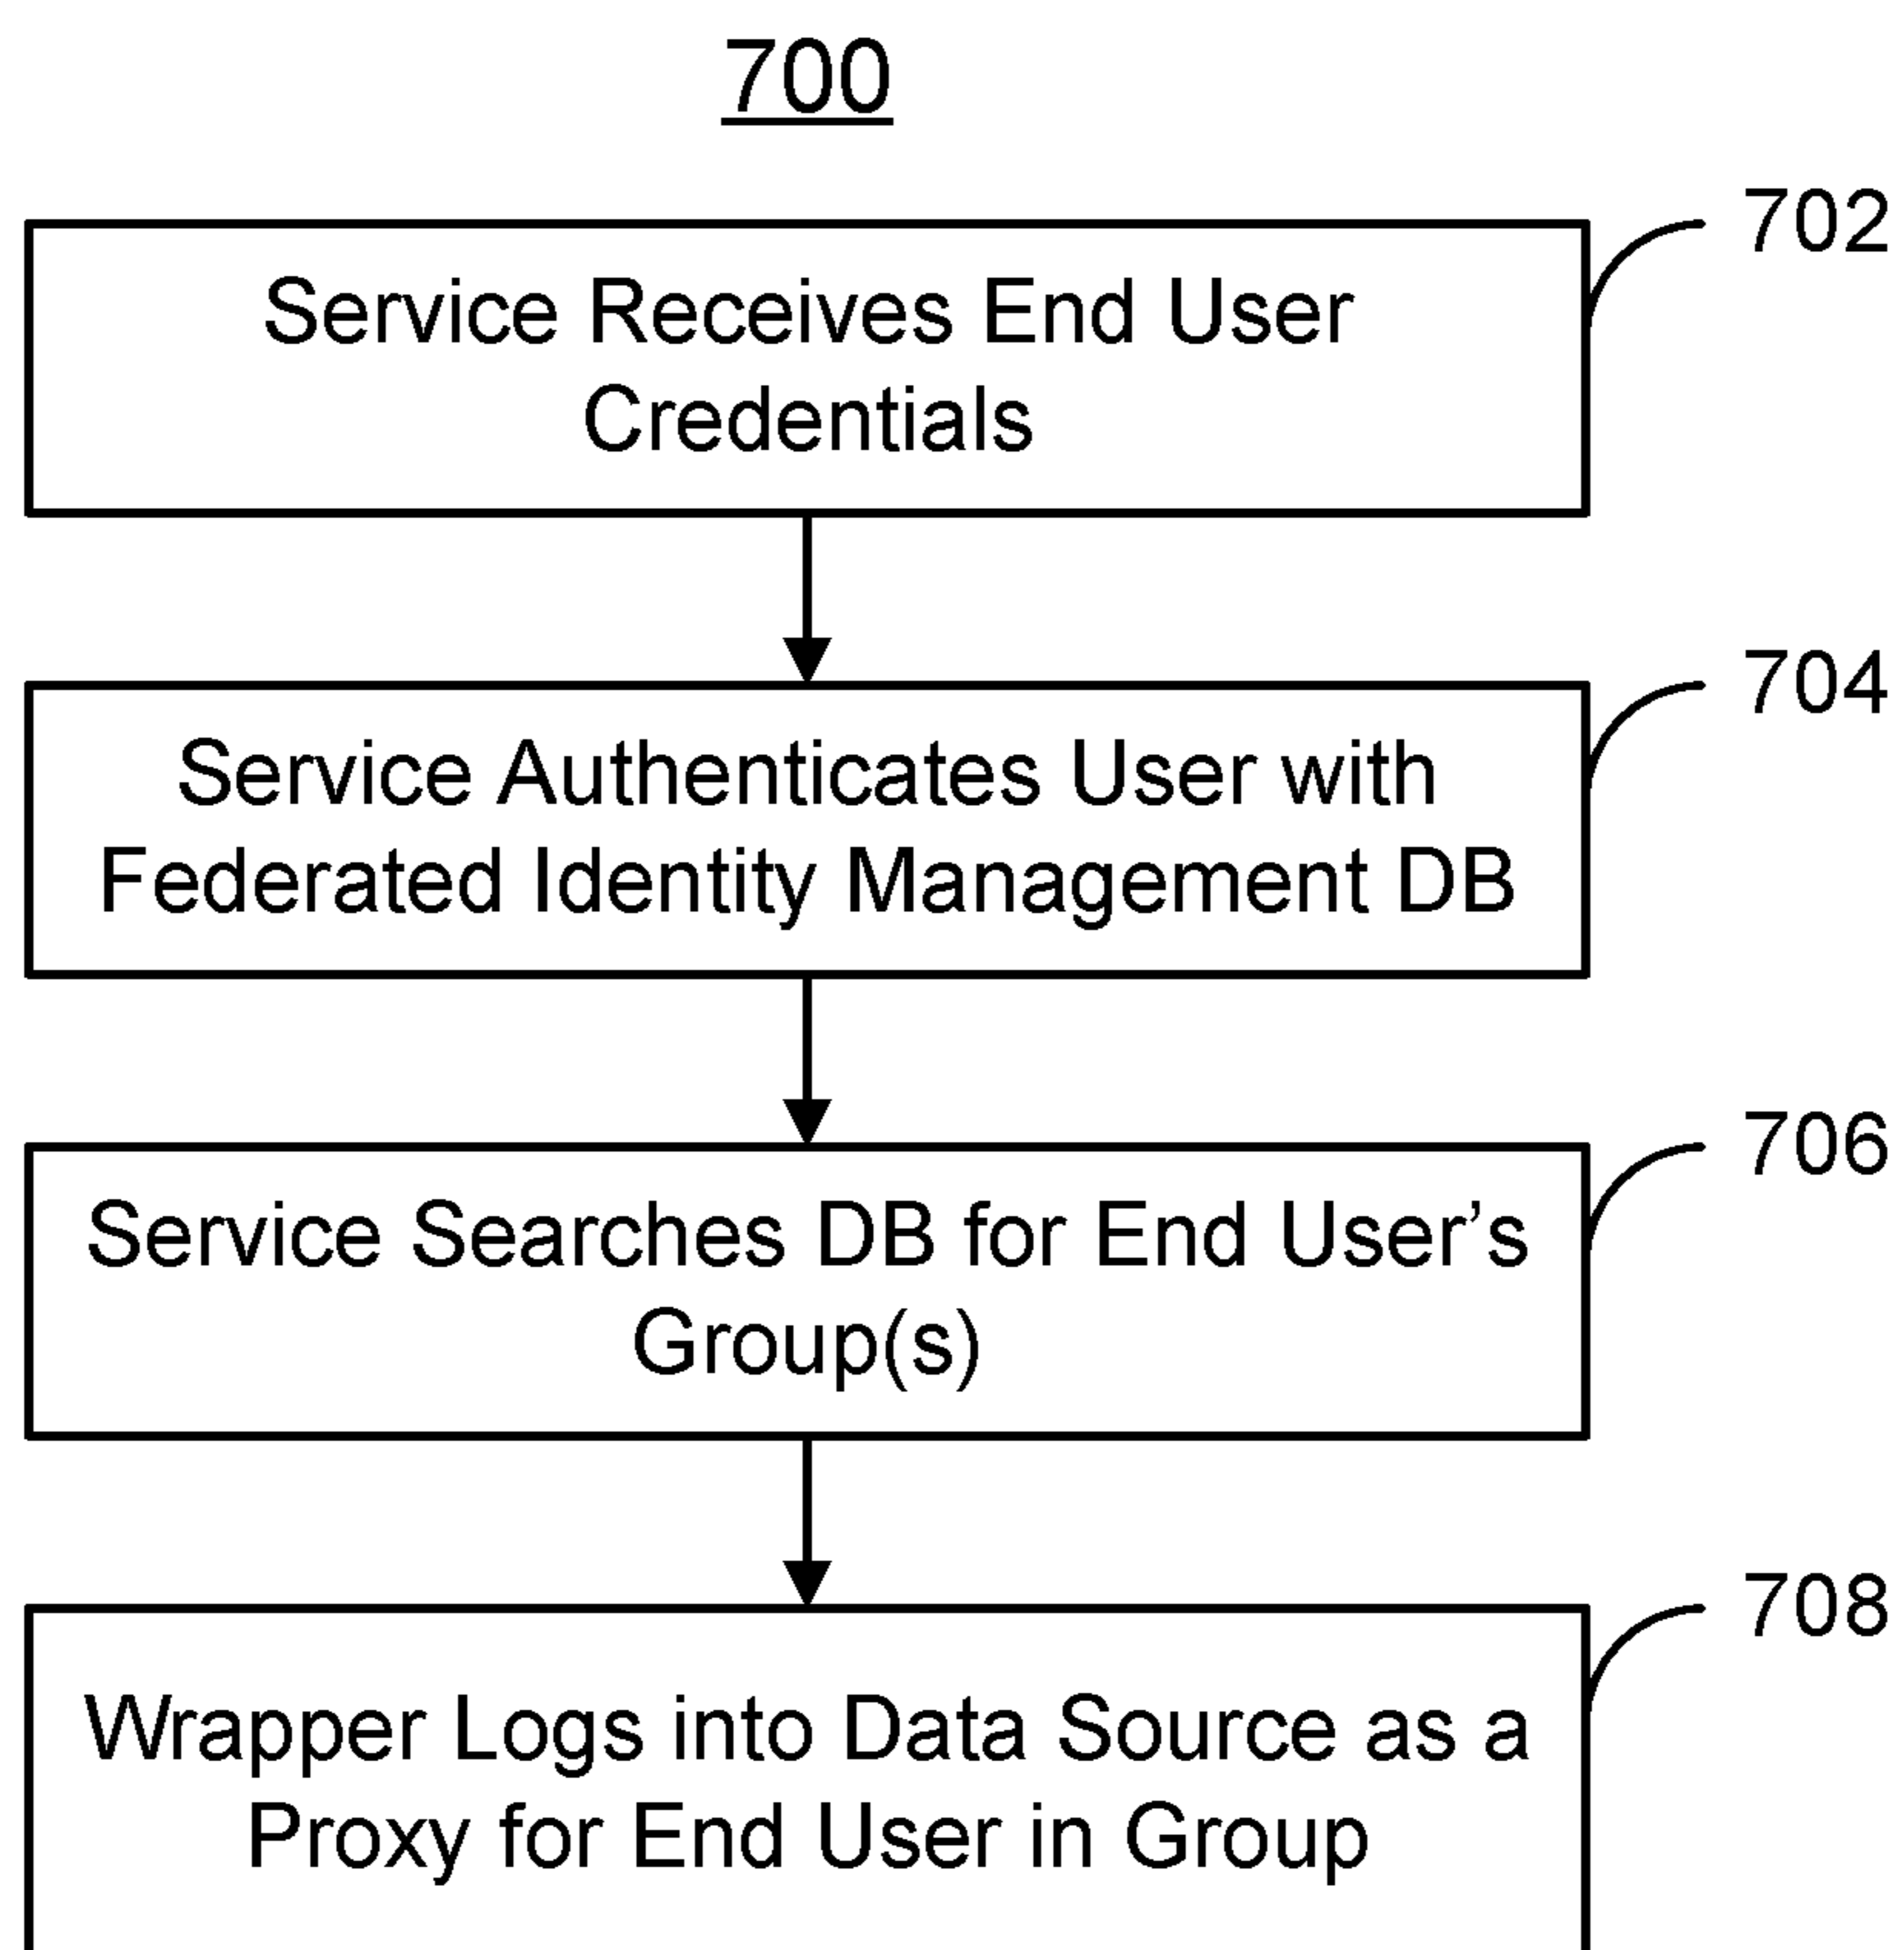 700
702
Service Receives End User
Credentials
704
Service Authenticates User with
Federated Identity Management DB
706
Service Searches DB for End User’s
Group(s)
708
Wrapper Logs into Data Source as a
Proxy for End User in Group